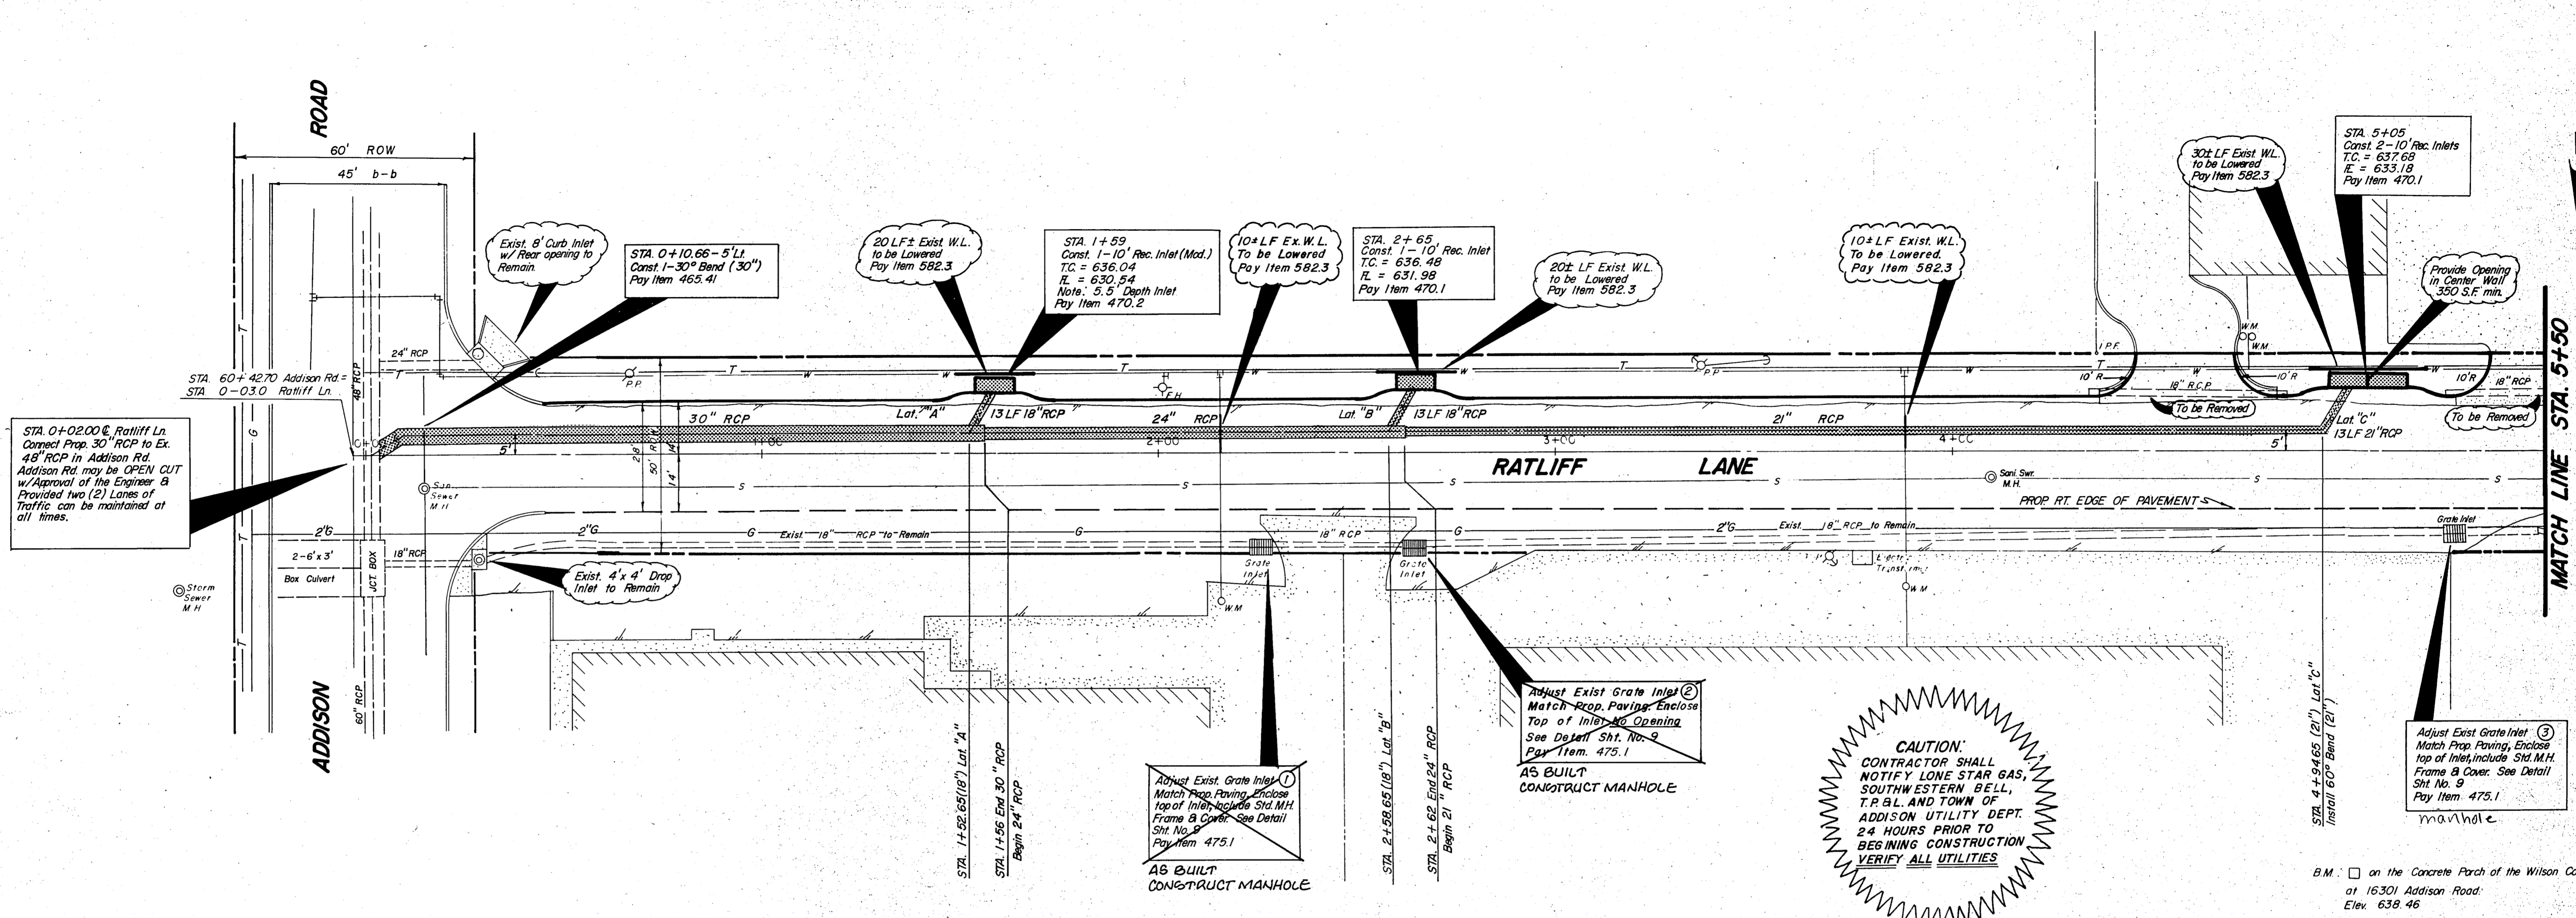 ROAD
60' ROW
45' b-b
Exist. 8' Curb Inlet
w/ Rear opening to
Remain.
STA. 0+10.66-5'Lt.
Const. 1-30° Bend (30")
Pay Item 465.41
20 LF± Exist. W.L.
to be Lowered
Pay Item 582.3
STA. 1+59
Const. 1-10' Rec. Inlet (Mod.)
T.C. = 636.04
FL = 630.54
Note: 5.5' Depth Inlet
Pay Item 470.2
10± LF Ex. W.L.
To be Lowered
Pay Item 582.3
STA. 2+65
Const. 1-10' Rec. Inlet
T.C. = 636.48
FL = 631.98
Pay Item 470.1
20± LF Exist W.L.
to be Lowered
Pay Item 582.3
10± LF Exist. W.L.
To be Lowered.
Pay Item 582.3
30± LF Exist W.L.
to be Lowered
Pay Item 582.3
STA. 5+05
Const. 2-10' Rec. Inlets
T.C. = 637.68
FL = 633.18
Pay Item 470.1
Provide Opening
in Center Wall
350 S.F. min.
MATCH LINE STA. 5+50
24" RCP
48" RCP
T
T
T
T
W
W
W
W
P.P.
F.H.
P.P.
I.P.F.
W.M.
W.M.
10'R
10'R
10'R
18" R.C.P.
18" RCP
To be Removed
To be Removed
STA. 60+42.70 Addison Rd.=
STA. 0-03.0 Ratliff Ln.
STA. 0+02.00 ℄ Ratliff Ln.
Connect Prop. 30" RCP to Ex.
48" RCP in Addison Rd.
Addison Rd. may be OPEN CUT
w/Approval of the Engineer &
Provided two (2) Lanes of
Traffic can be maintained at
all times.
30" RCP
Lat. "A"
13 LF 18" RCP
24" RCP
Lat. "B"
13 LF 18" RCP
21" RCP
Lat. "C"
13 LF 21" RCP
0+00
1+00
2+00
3+00
4+00
5'
5'
28'
50' ROW
14'
14'
RATLIFF LANE
San.
Sewer
M.H.
S
S
S
S
S
S
Sani. Swr.
M.H.
PROP. RT. EDGE OF PAVEMENT
2"G
2"G
G
Exist. 18" RCP to Remain
G
18" RCP
G
2"G
Exist. 18" RCP to Remain
Grate Inlet
2-6'x3'
Box Culvert
JCT. BOX
18" RCP
Exist. 4'x4' Drop
Inlet to Remain
Grate
Inlet
Grate
Inlet
W.M
W.M
Storm
Sewer
M.H
60" RCP
ADDISON
STA. 1+52.65 (18") Lat. "A"
STA. 1+56 End 30" RCP
Begin 24" RCP
Adjust Exist. Grate Inlet 1
Match Prop. Paving, Enclose
top of Inlet, Include Std. M.H.
Frame & Cover. See Detail
Sht. No. 9
Pay Item 475.1
AS BUILT
CONSTRUCT MANHOLE
STA. 2+58.65 (18") Lat. "B"
STA. 2+62 End 24" RCP
Begin 21" RCP
Adjust Exist Grate Inlet 2
Match Prop. Paving. Enclose
Top of Inlet No Opening
See Detail Sht. No. 9
Pay Item. 475.1
AS BUILT
CONSTRUCT MANHOLE
CAUTION:
CONTRACTOR SHALL
NOTIFY LONE STAR GAS,
SOUTHWESTERN BELL,
T.P.&L. AND TOWN OF
ADDISON UTILITY DEPT.
24 HOURS PRIOR TO
BEGINING CONSTRUCTION
VERIFY ALL UTILITIES
STA. 4+94.65 (21") Lat. "C"
Install 60° Bend (21")
Adjust Exist Grate Inlet 3
Match Prop. Paving, Enclose
top of Inlet, include Std. M.H.
Frame & Cover. See Detail
Sht. No. 9
Pay Item 475.1
manhole
B.M.: on the Concrete Porch of the Wilson
at 16301 Addison Road.
Elev. 638.46